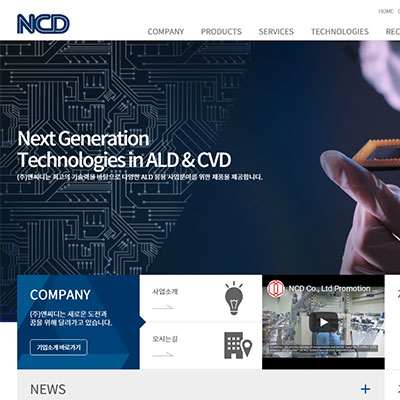 HOME
NCD
COMPANY PRODUCTS SERVICES TECHNOLOGIES REC
Next Generation
Technologies in ALD & CVD
(주)엔씨디는 최고의 기술력을 바탕으로 다양한 ALD 응용 사업분야를 위한 제품을 제공합니다.
COMPANY
(주)엔씨디는 새로운 도전과
꿈을 위해 달려가고 있습니다.
기업소개 바로가기
사업소개
오시는길
NCD Co., Ltd Promotion
NEWS +